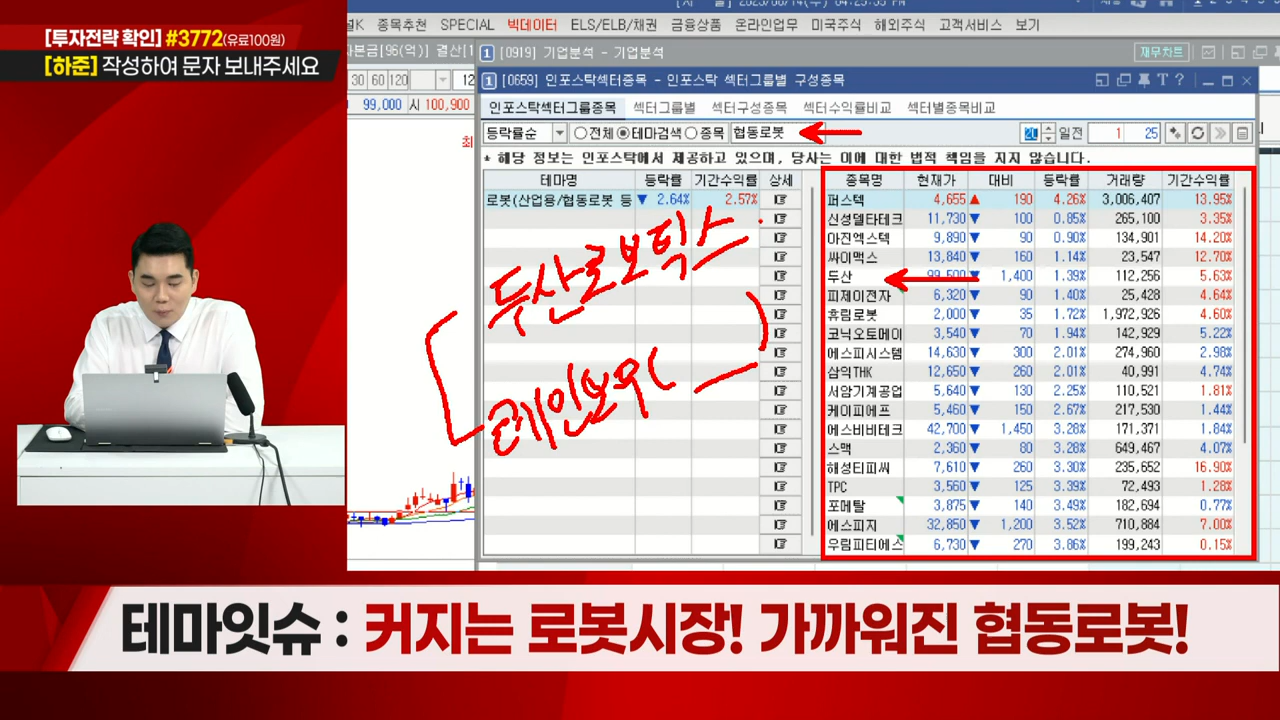 [투자전략 확인] #3772(유료100원)
[하준] 작성하여 문자 보내주세요
종목추천 SPECIAL 빅데이터 ELS/ELB/채권 금융상품 온라인업무 미국주식 해외주식 고객서비스 보기
본금[96(억)] 결산[1
1 [0919] 기업분석 - 기업분석 재무차트
1 [0659] 인포스탁섹터종목 - 인포스탁 섹터그룹별 구성종목
30 60 120 12
99,000 시 100,900
인포스탁섹터그룹종목 섹터그룹별 섹터구성종목 섹터수익률비교 섹터별종목비교
등락률순 전체 테마검색 종목 협동로봇 일전 1 25
* 해당 정보는 인포스탁에서 제공하고 있으며, 당사는 이에 대한 법적 책임을 지지 않습니다.
테마명 등락률 기간수익률 상세
로봇(산업용/협동로봇 등 ▼ 2.64% 2.57%
두산로보틱스
레인보우(
종목명 현재가 대비 등락률 거래량 기간수익률
퍼스텍 4,655 ▲ 190 4.26% 3,006,407 13.95%
신성델타테크 11,730 ▼ 100 0.85% 265,100 3.35%
아진엑스텍 9,890 ▼ 90 0.90% 134,901 14.20%
싸이맥스 13,840 ▼ 160 1.14% 23,547 12.70%
두산 99,500 ▼ 1,400 1.39% 112,256 5.63%
피제이전자 6,320 ▼ 90 1.40% 25,428 4.64%
휴림로봇 2,000 ▼ 35 1.72% 1,972,926 4.60%
코닉오토메이 3,540 ▼ 70 1.94% 142,929 5.22%
에스피시스템 14,630 ▼ 300 2.01% 274,960 2.98%
삼익THK 12,650 ▼ 260 2.01% 40,991 4.74%
서암기계공업 5,640 ▼ 130 2.25% 110,521 1.81%
케이피에프 5,460 ▼ 150 2.67% 217,530 1.44%
에스비비테크 42,700 ▼ 1,450 3.28% 171,371 1.84%
스맥 2,360 ▼ 80 3.28% 649,467 4.07%
해성티피씨 7,610 ▼ 260 3.30% 235,652 16.90%
TPC 3,560 ▼ 125 3.39% 72,493 1.28%
포메탈 3,875 ▼ 140 3.49% 182,694 0.77%
에스피지 32,850 ▼ 1,200 3.52% 710,884 7.00%
우림피티에스 6,730 ▼ 270 3.86% 199,243 0.15%
테마잇슈 : 커지는 로봇시장! 가까워진 협동로봇!